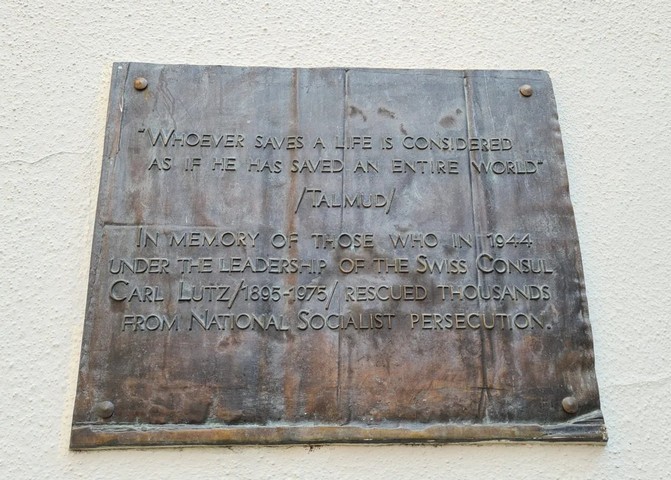 "WHOEVER SAVES A LIFE IS CONSIDERED
AS IF HE HAS SAVED AN ENTIRE WORLD"
/TALMUD/
IN MEMORY OF THOSE WHO IN 1944
UNDER THE LEADERSHIP OF THE SWISS CONSUL
CARL LUTZ/1895-1975/ RESCUED THOUSANDS
FROM NATIONAL SOCIALIST PERSECUTION.